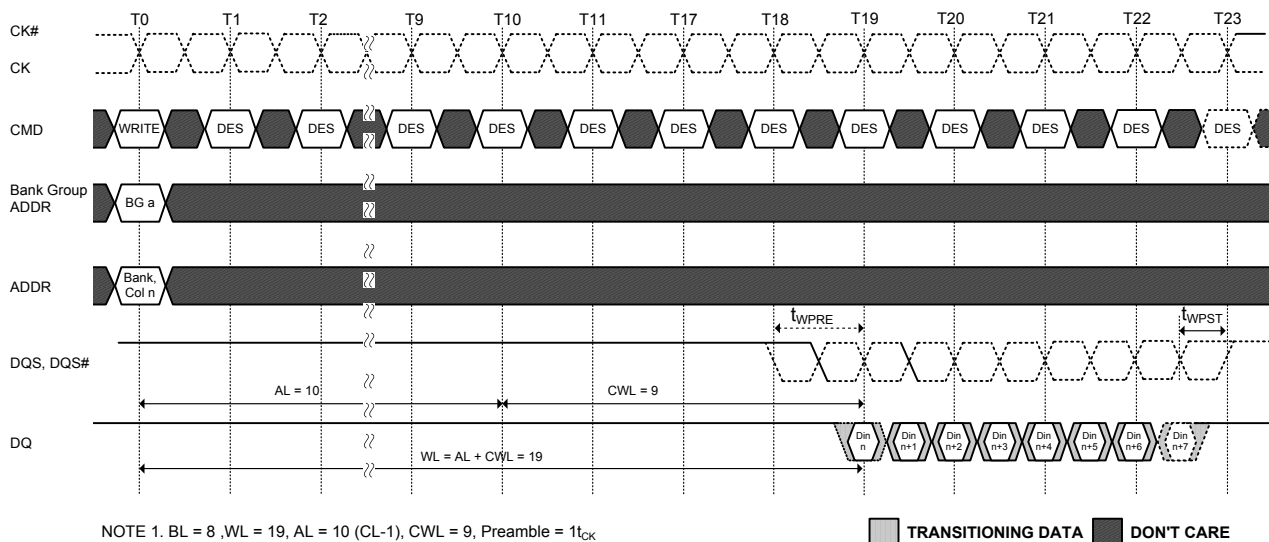 T0 T1 T2 T9 T10 T11 T17 T18 T19 T20 T21 T22 T23
CK#
CK
CMD
WRITE DES DES DES DES DES DES DES DES DES DES DES DES
Bank Group
ADDR
BG a
ADDR
Bank,
Col n
tWPRE
tWPST
DQS, DQS#
AL = 10
CWL = 9
DQ
Din
n
Din
n+1
Din
n+2
Din
n+3
Din
n+4
Din
n+5
Din
n+6
Din
n+7
WL = AL + CWL = 19
NOTE 1. BL = 8 ,WL = 19, AL = 10 (CL-1), CWL = 9, Preamble = 1tCK
TRANSITIONING DATA
DON'T CARE